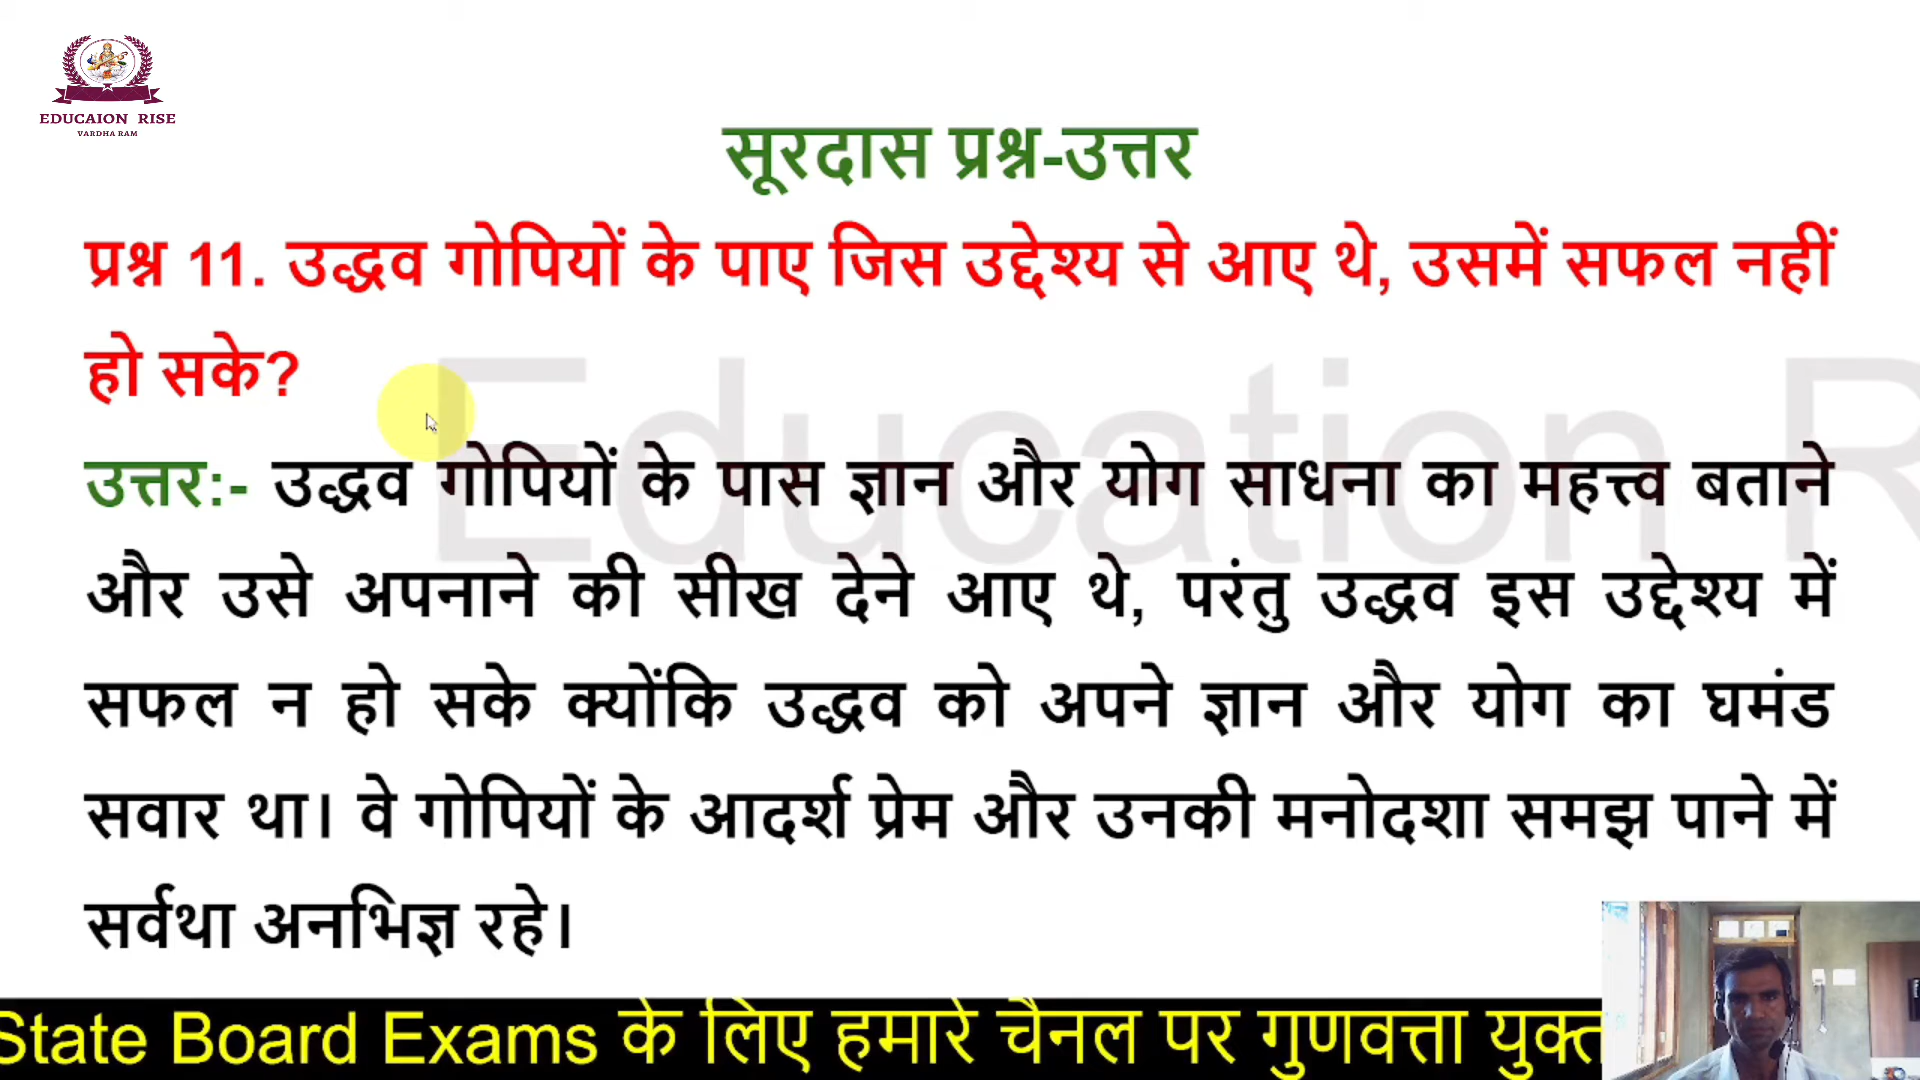 EDUCAION RISE
VARDHA RAM
सूरदास प्रश्न-उत्तर
प्रश्न 11. उद्धव गोपियों के पाए जिस उद्देश्य से आए थे, उसमें सफल नहीं
हो सके?
Education R
उत्तर:- उद्धव गोपियों के पास ज्ञान और योग साधना का महत्त्व बताने
और उसे अपनाने की सीख देने आए थे, परंतु उद्धव इस उद्देश्य में
सफल न हो सके क्योंकि उद्धव को अपने ज्ञान और योग का घमंड
सवार था। वे गोपियों के आदर्श प्रेम और उनकी मनोदशा समझ पाने में
सर्वथा अनभिज्ञ रहे।
State Board Exams के लिए हमारे चैनल पर गुणवत्ता युक्त